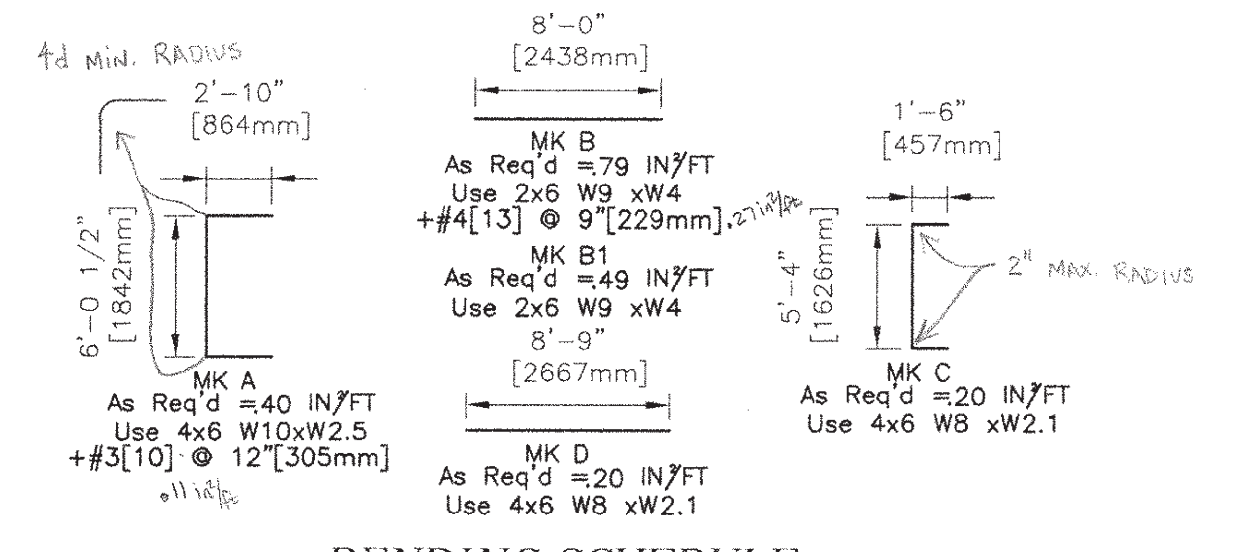 4d MIN. RADIUS
2'-10"
[864mm]
6'-0 1/2"
[1842mm]
MK A
As Req'd =.40 IN²/FT
Use 4x6 W10xW2.5
+#3[10] @ 12"[305mm]
.11 in²/ft
8'-0"
[2438mm]
MK B
As Req'd =.79 IN²/FT
Use 2x6 W9 xW4
+#4[13] @ 9"[229mm] .27in²/ft
MK B1
As Req'd =.49 IN²/FT
Use 2x6 W9 xW4
8'-9"
[2667mm]
MK D
As Req'd =.20 IN²/FT
Use 4x6 W8 xW2.1
1'-6"
[457mm]
5'-4"
[1626mm]
2" MAX. RADIUS
MK C
As Req'd =.20 IN²/FT
Use 4x6 W8 xW2.1
BENDING SCHEDULE